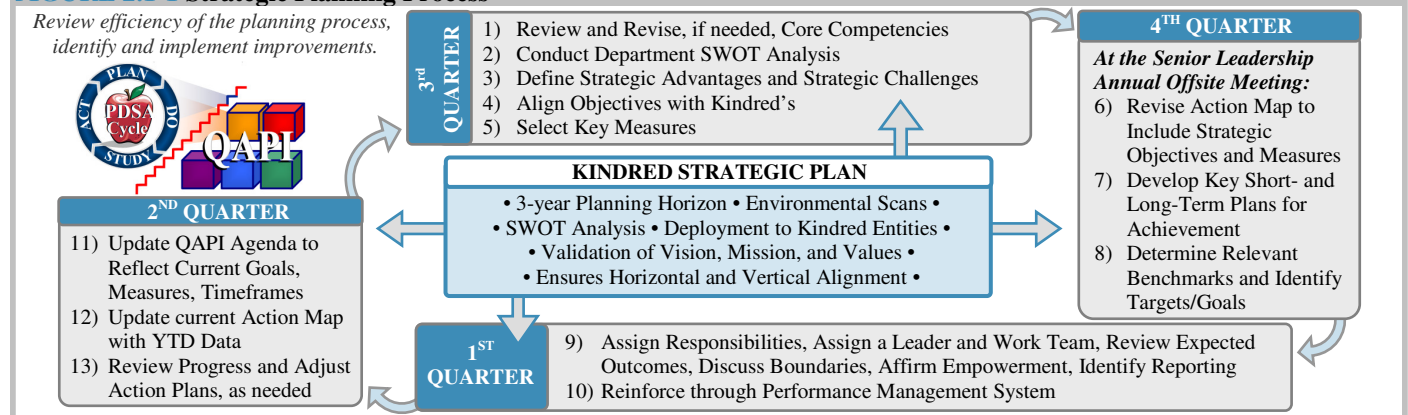 FIGURE 2.1-1 Strategic Planning Process
Review efficiency of the planning process,
identify and implement improvements.
PLAN
DO
STUDY
ACT
PDSA
Cycle
QAPI
3rd
QUARTER
1) Review and Revise, if needed, Core Competencies
2) Conduct Department SWOT Analysis
3) Define Strategic Advantages and Strategic Challenges
4) Align Objectives with Kindred’s
5) Select Key Measures
4TH QUARTER
At the Senior Leadership
Annual Offsite Meeting:
6) Revise Action Map to
Include Strategic
Objectives and Measures
7) Develop Key Short- and
Long-Term Plans for
Achievement
8) Determine Relevant
Benchmarks and Identify
Targets/Goals
KINDRED STRATEGIC PLAN
• 3-year Planning Horizon • Environmental Scans •
• SWOT Analysis • Deployment to Kindred Entities •
• Validation of Vision, Mission, and Values •
• Ensures Horizontal and Vertical Alignment •
1ST
QUARTER
9) Assign Responsibilities, Assign a Leader and Work Team, Review Expected
Outcomes, Discuss Boundaries, Affirm Empowerment, Identify Reporting
10) Reinforce through Performance Management System
2ND QUARTER
11) Update QAPI Agenda to
Reflect Current Goals,
Measures, Timeframes
12) Update current Action Map
with YTD Data
13) Review Progress and Adjust
Action Plans, as needed